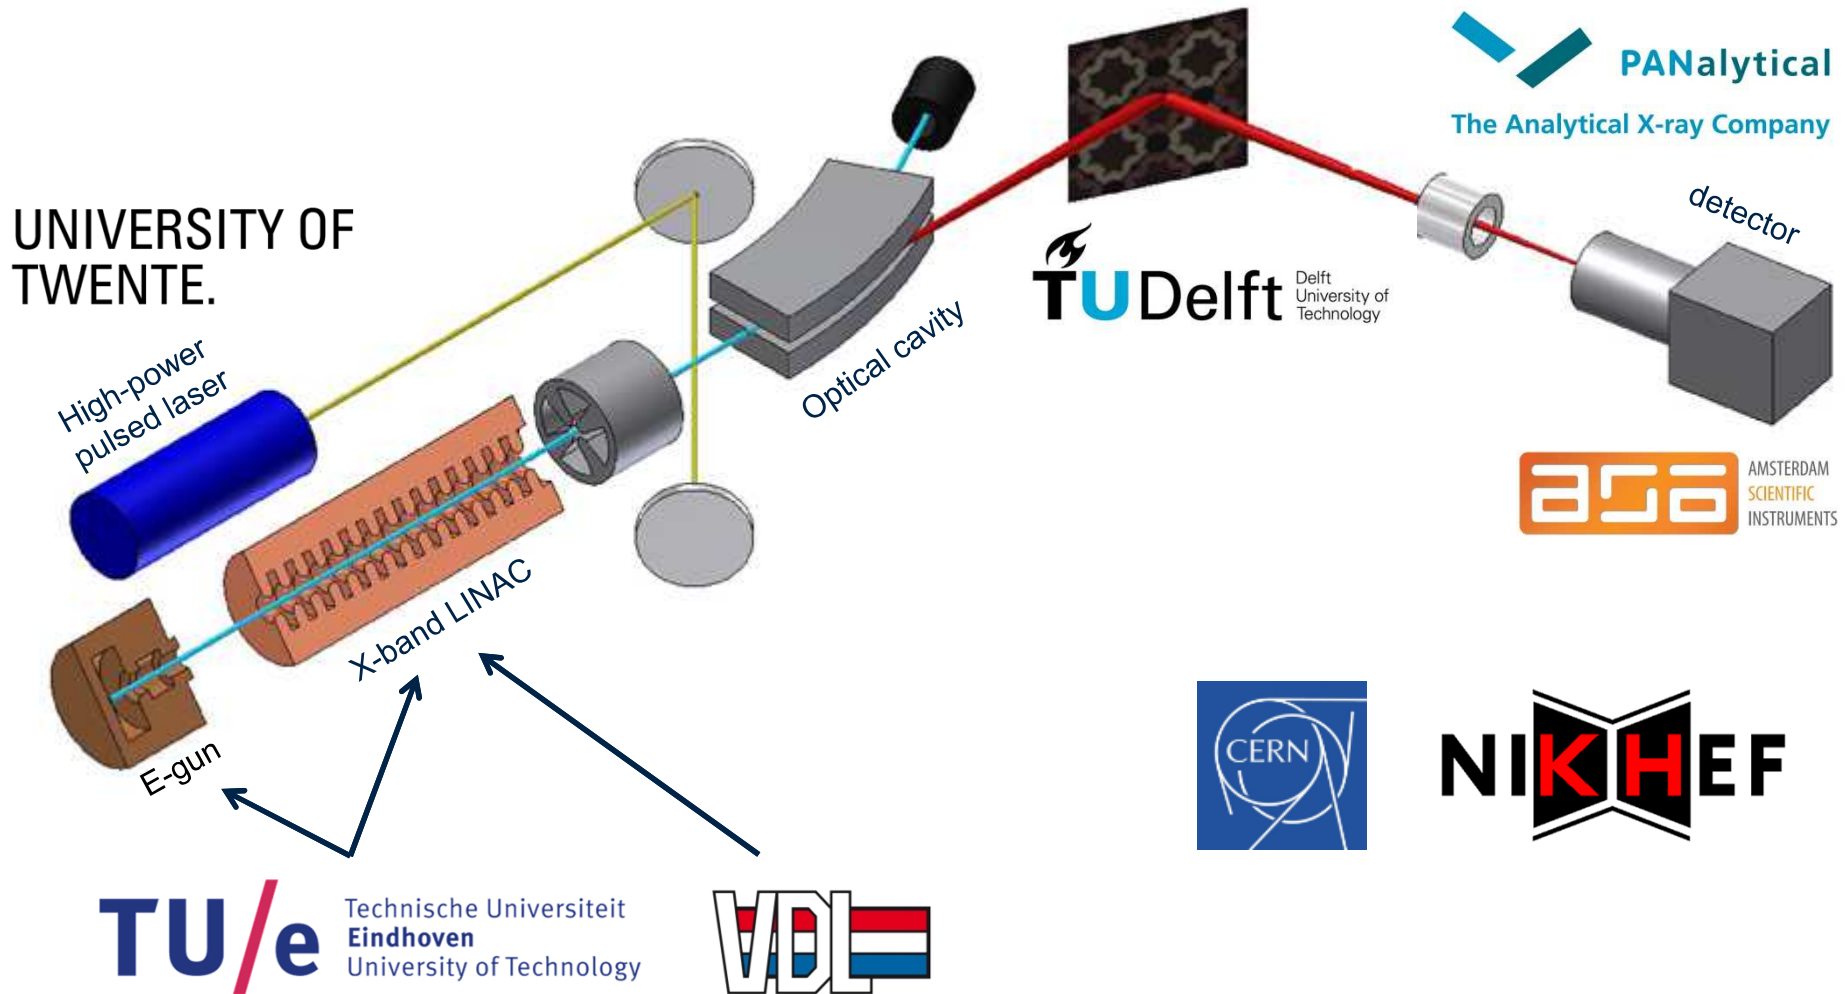 PANalytical
The Analytical X-ray Company
UNIVERSITY OF
TWENTE.
detector
TUDelft
Delft
University of
Technology
High-power
pulsed laser
Optical cavity
asa
AMSTERDAM
SCIENTIFIC
INSTRUMENTS
X-band LINAC
E-gun
CERN
NIKHEF
TU/e
Technische Universiteit
Eindhoven
University of Technology
VDL